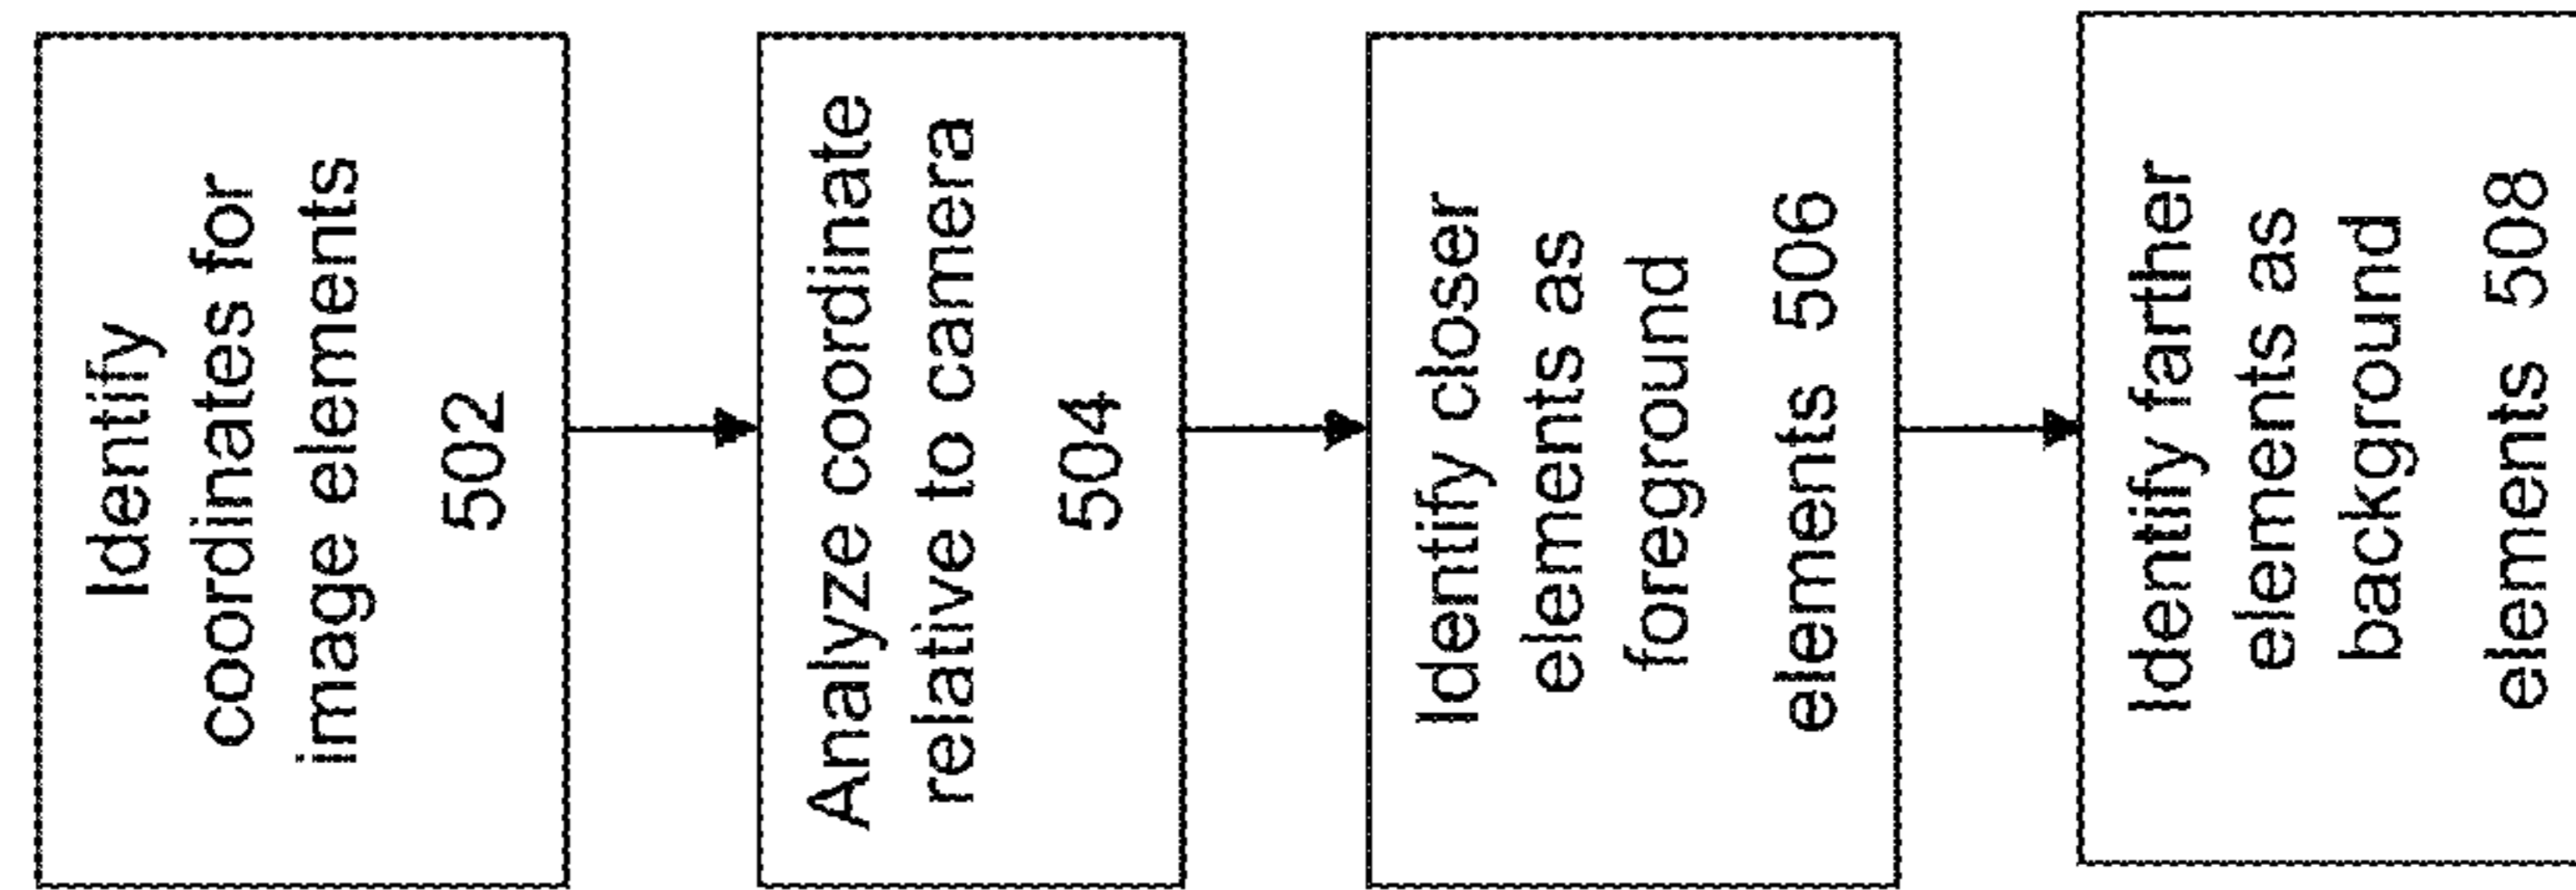 Identify
coordinates for
image elements
502
Analyze coordinate
relative to camera
504
Identify closer
elements as
foreground
elements 506
Identify farther
elements as
background
elements 508